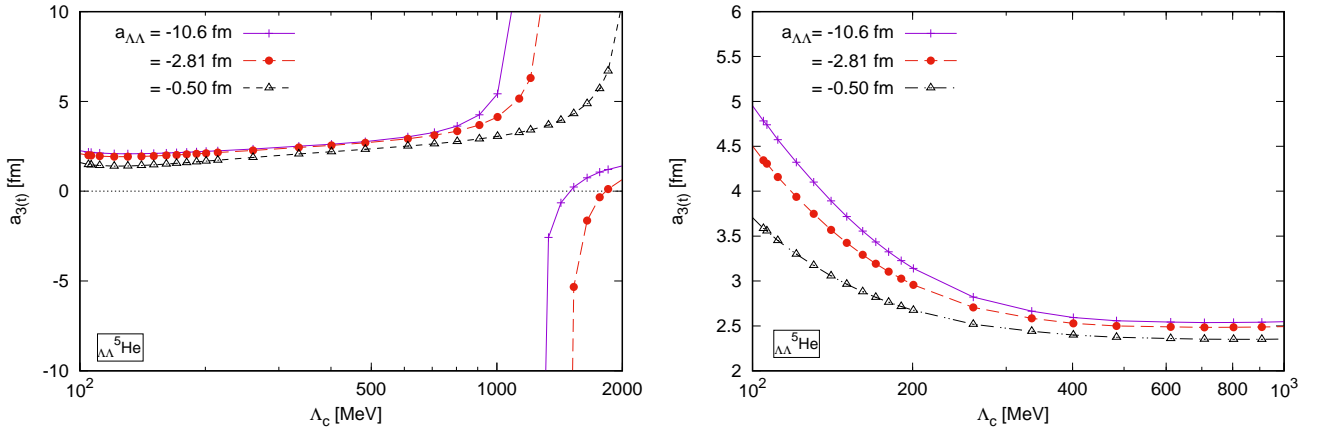 a_ΛΛ = -10.6 fm
= -2.81 fm
= -0.50 fm
a_3(t) [fm]
10
5
0
-5
-10
_ΛΛ^5He
10^2
500
1000
2000
Λ_c [MeV]
a_ΛΛ = -10.6 fm
= -2.81 fm
= -0.50 fm
a_3(t) [fm]
6
5.5
5
4.5
4
3.5
3
2.5
2
_ΛΛ^5He
10^2
200
400
600
800
10^3
Λ_c [MeV]